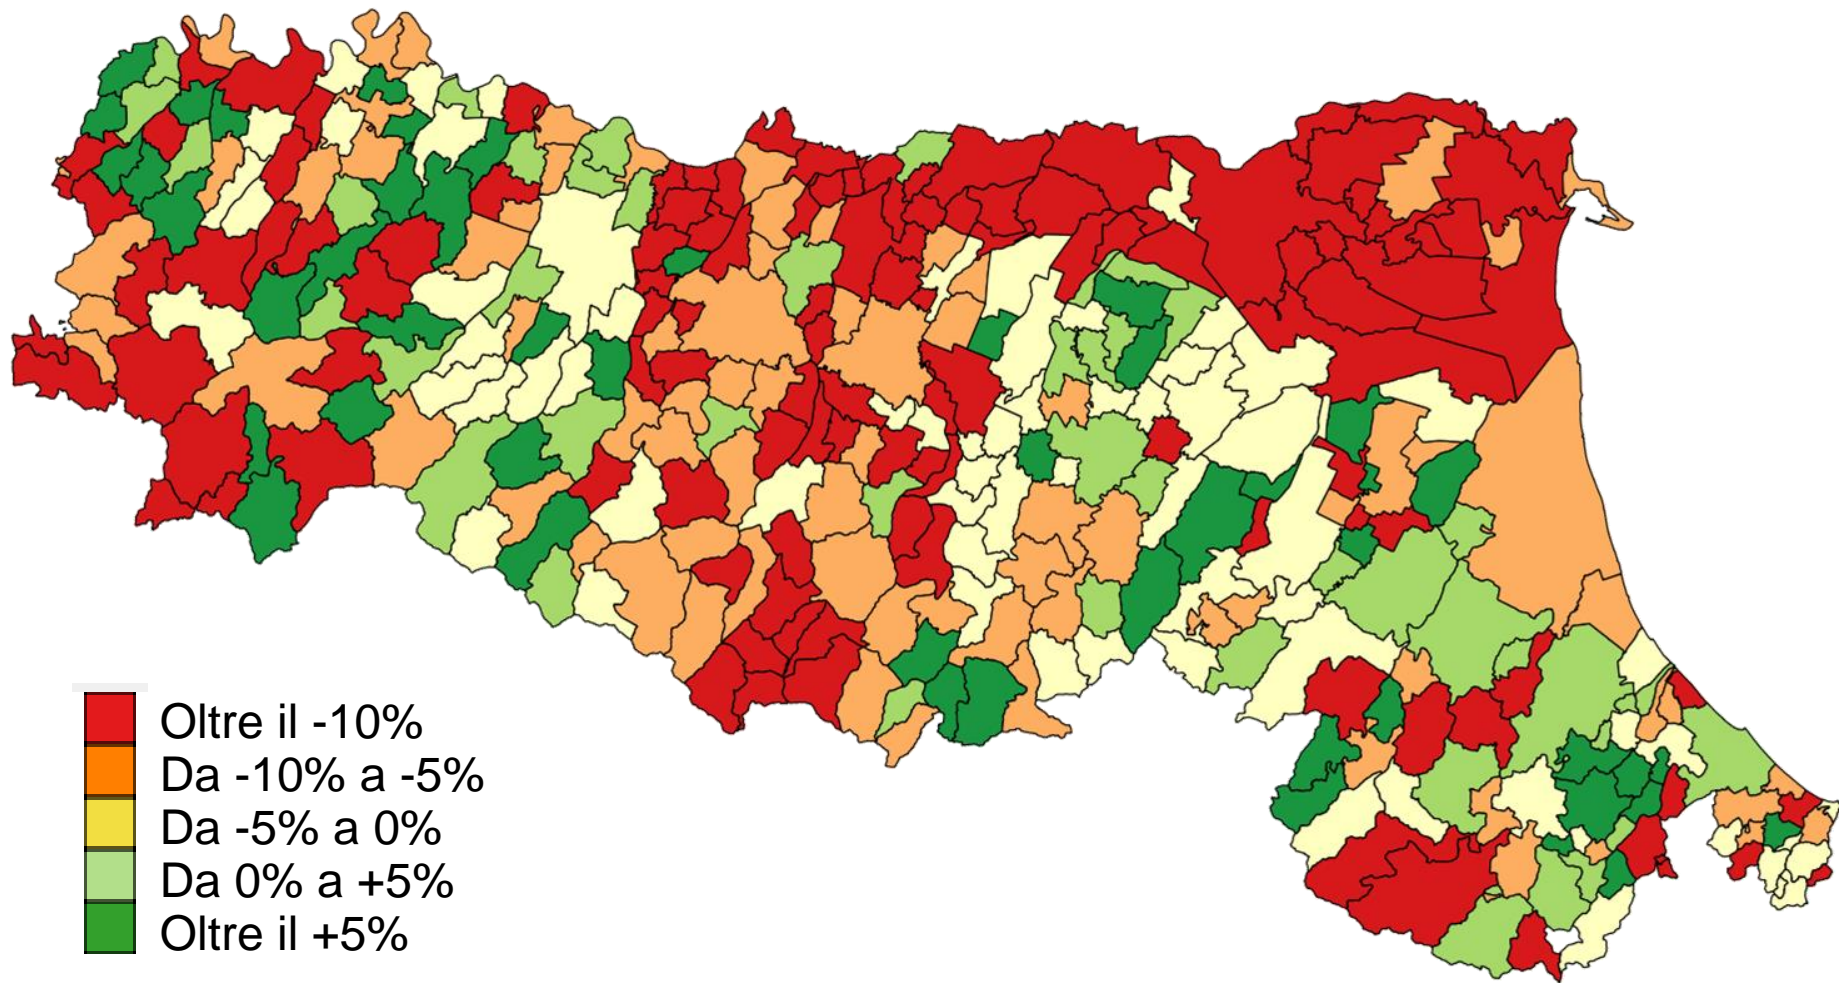 Oltre il -10%
Da -10% a -5%
Da -5% a 0%
Da 0% a +5%
Oltre il +5%